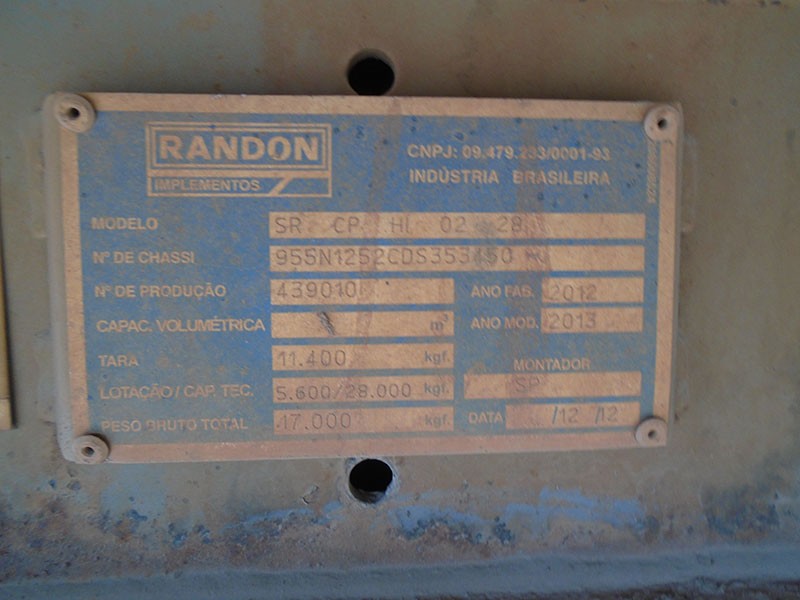 RANDON
IMPLEMENTOS
CNPJ: 09.479.233/0001-93
INDÚSTRIA BRASILEIRA
MODELO SR CP HI 02 28
Nº DE CHASSI 955N1252CDS353450
Nº DE PRODUÇÃO 439010 ANO FAB. 2012
CAPAC. VOLUMÉTRICA m³ ANO MOD. 2013
TARA 11.400 kgf. MONTADOR
LOTAÇÃO / CAP. TEC. 5.600/28.000 kgf. SP
PESO BRUTO TOTAL 17.000 kgf. DATA /12 /12